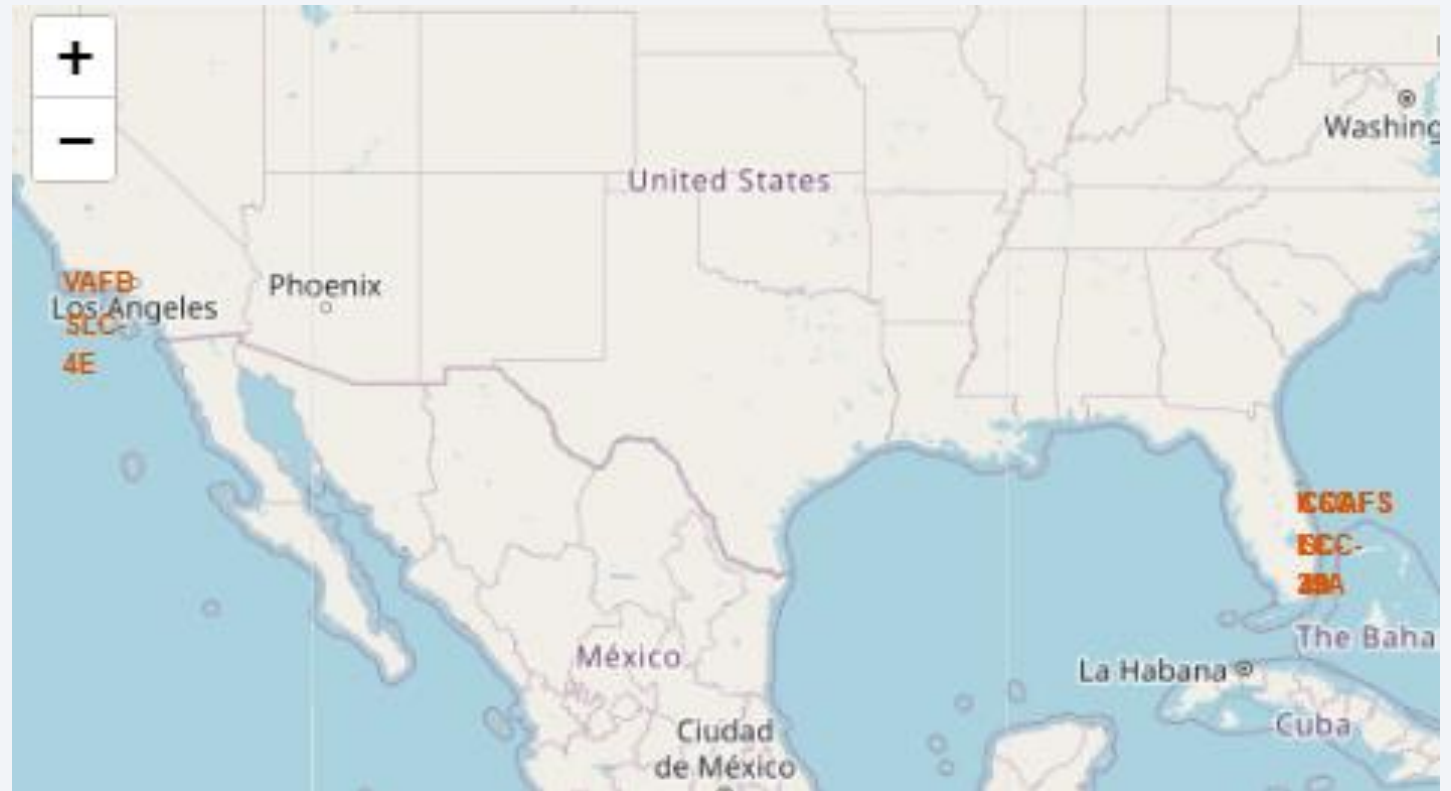 +
−
Washing
United States
VAFB
Phoenix
Los Angeles
SLC-
4E
The Baha
México
La Habana
Cuba
Ciudad
de México